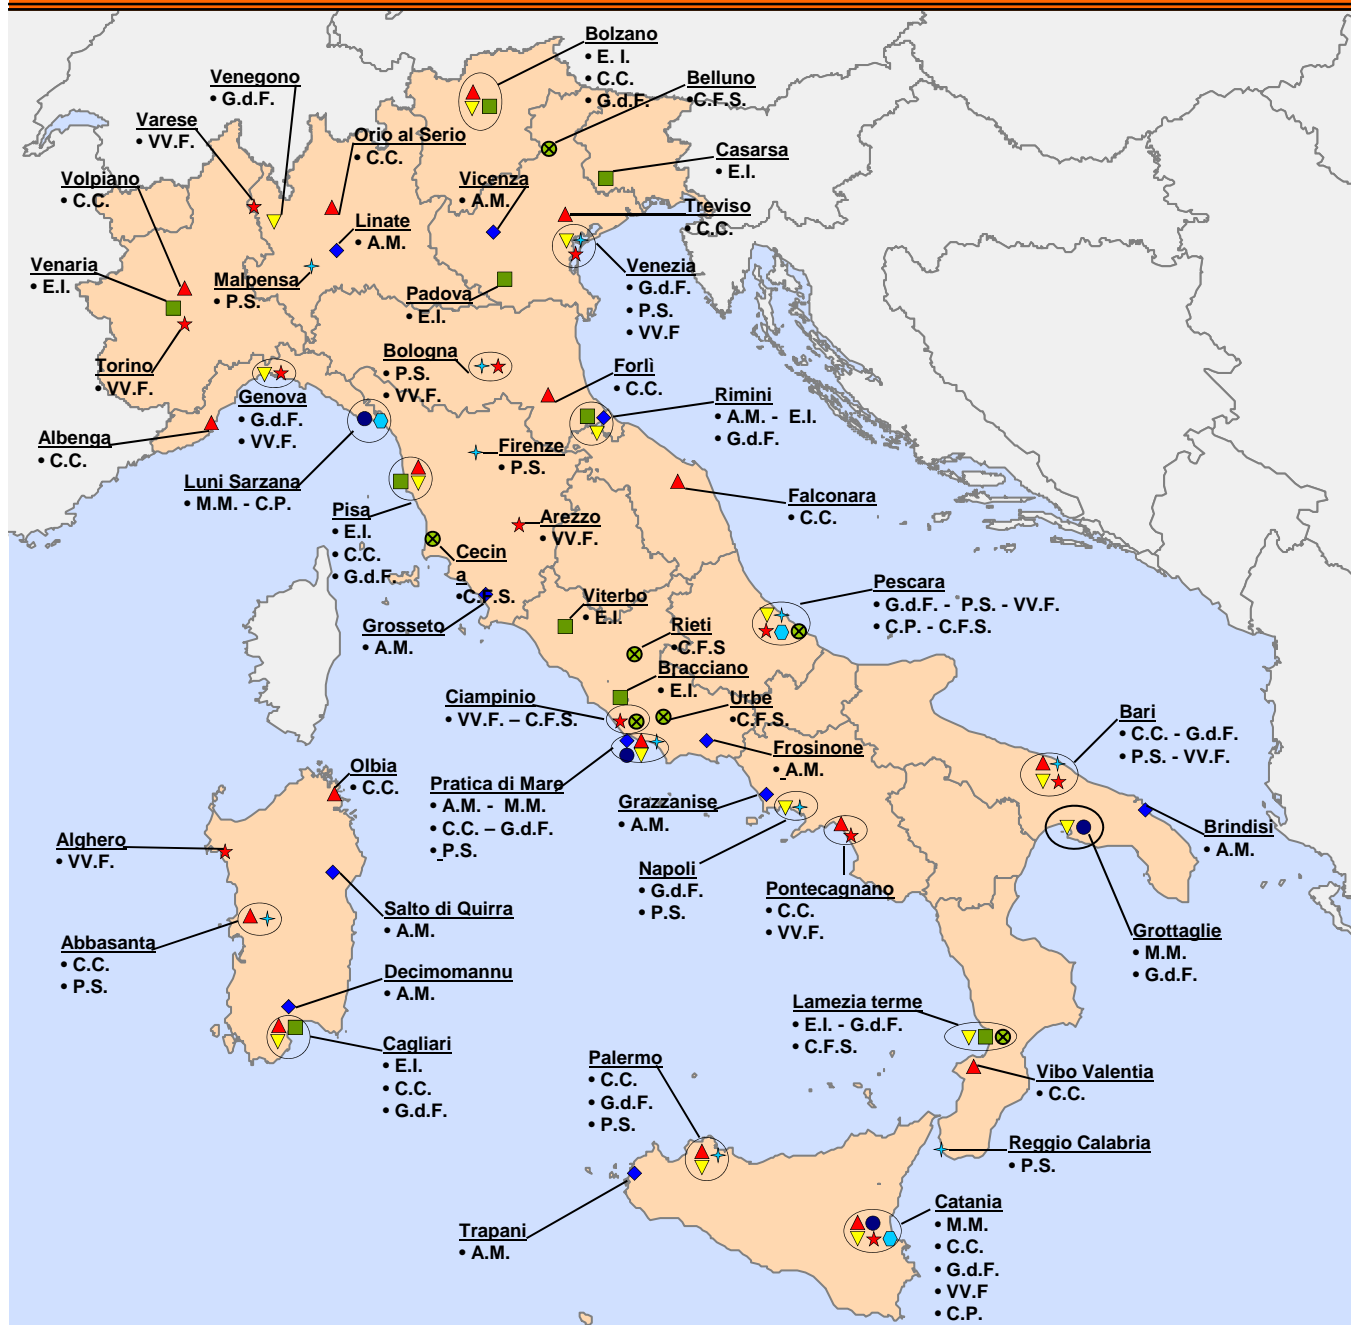 Bolzano
• E. I.
• C.C.
• G.d.F.
Belluno
•C.F.S.
Venegono
• G.d.F.
Varese
• VV.F.
Orio al Serio
• C.C.
Casarsa
• E.I.
Volpiano
• C.C.
Vicenza
• A.M.
Treviso
• C.C.
Linate
• A.M.
Venaria
• E.I.
Malpensa
• P.S.
Padova
• E.I.
Venezia
• G.d.F.
• P.S.
• VV.F
Torino
• VV.F.
Bologna
• P.S.
• VV.F.
Forlì
• C.C.
Genova
• G.d.F.
• VV.F.
Rimini
• A.M. - E.I.
• G.d.F.
Albenga
• C.C.
Firenze
• P.S.
Luni Sarzana
• M.M. - C.P.
Falconara
• C.C.
Pisa
• E.I.
• C.C.
• G.d.F.
Arezzo
• VV.F.
Cecin
a
•C.F.S.
Pescara
• G.d.F. - P.S. - VV.F.
• C.P. - C.F.S.
Viterbo
• E.I.
Grosseto
• A.M.
Rieti
•C.F.S
Bracciano
• E.I.
Ciampinio
• VV.F. – C.F.S.
Urbe
•C.F.S.
Bari
• C.C. - G.d.F.
• P.S. - VV.F.
Frosinone
• A.M.
Olbia
• C.C.
Pratica di Mare
• A.M. - M.M.
• C.C. – G.d.F.
• P.S.
Grazzanise
• A.M.
Brindisi
• A.M.
Alghero
• VV.F.
Napoli
• G.d.F.
• P.S.
Pontecagnano
• C.C.
• VV.F.
Salto di Quirra
• A.M.
Grottaglie
• M.M.
• G.d.F.
Abbasanta
• C.C.
• P.S.
Decimomannu
• A.M.
Lamezia terme
• E.I. - G.d.F.
• C.F.S.
Cagliari
• E.I.
• C.C.
• G.d.F.
Palermo
• C.C.
• G.d.F.
• P.S.
Vibo Valentia
• C.C.
Reggio Calabria
• P.S.
Trapani
• A.M.
Catania
• M.M.
• C.C.
• G.d.F.
• VV.F
• C.P.